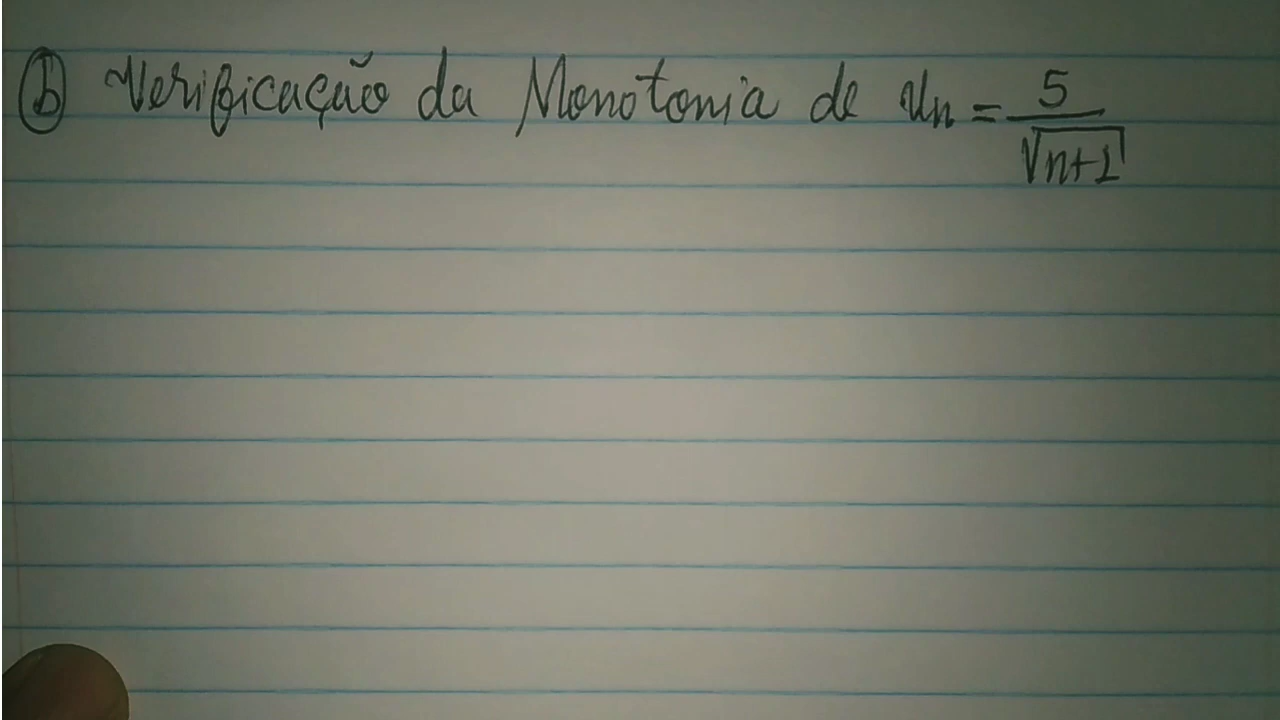 b Verificação da Monotonia de Un = 5/√(n+1)